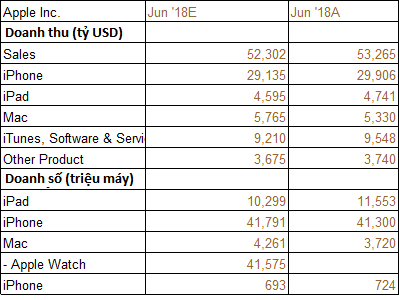 Apple Inc. Jun '18E Jun '18A
Doanh thu (tỷ USD)
Sales 52,302 53,265
iPhone 29,135 29,906
iPad 4,595 4,741
Mac 5,765 5,330
iTunes, Software & Servi 9,210 9,548
Other Product 3,675 3,740
Doanh số (triệu máy)
iPad 10,299 11,553
iPhone 41,791 41,300
Mac 4,261 3,720
- Apple Watch 41,575
iPhone 693 724